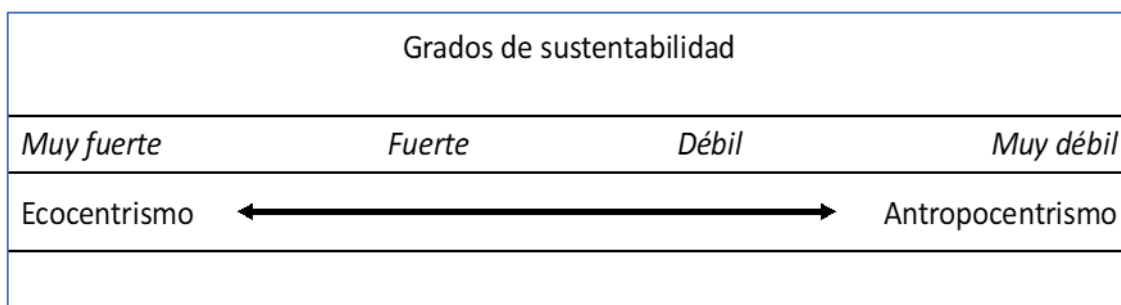 Grados de sustentabilidad
Muy fuerte Fuerte Débil Muy débil
Ecocentrismo Antropocentrismo